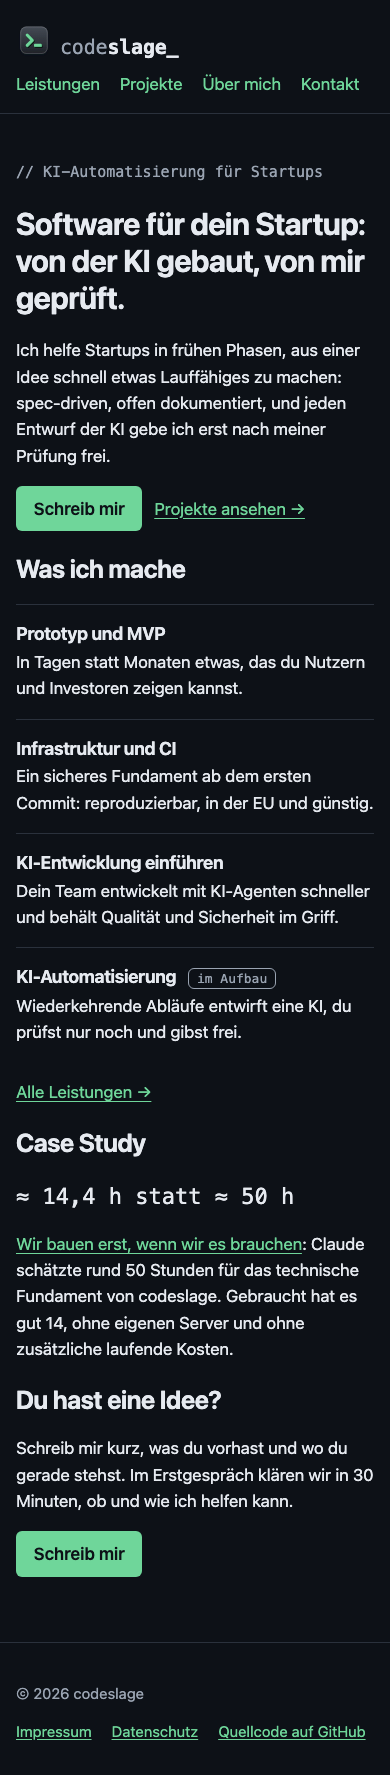 codeslage_
Leistungen Projekte Über mich Kontakt
// KI-Automatisierung für Startups
Software für dein Startup:
von der KI gebaut, von mir
geprüft.
Ich helfe Startups in frühen Phasen, aus einer
Idee schnell etwas Lauffähiges zu machen:
spec-driven, offen dokumentiert, und jeden
Entwurf der KI gebe ich erst nach meiner
Prüfung frei.
Schreib mir Projekte ansehen →
Was ich mache
Prototyp und MVP
In Tagen statt Monaten etwas, das du Nutzern
und Investoren zeigen kannst.
Infrastruktur und CI
Ein sicheres Fundament ab dem ersten
Commit: reproduzierbar, in der EU und günstig.
KI-Entwicklung einführen
Dein Team entwickelt mit KI-Agenten schneller
und behält Qualität und Sicherheit im Griff.
KI-Automatisierung im Aufbau
Wiederkehrende Abläufe entwirft eine KI, du
prüfst nur noch und gibst frei.
Alle Leistungen →
Case Study
≈ 14,4 h statt ≈ 50 h
Wir bauen erst, wenn wir es brauchen: Claude
schätzte rund 50 Stunden für das technische
Fundament von codeslage. Gebraucht hat es
gut 14, ohne eigenen Server und ohne
zusätzliche laufende Kosten.
Du hast eine Idee?
Schreib mir kurz, was du vorhast und wo du
gerade stehst. Im Erstgespräch klären wir in 30
Minuten, ob und wie ich helfen kann.
Schreib mir
© 2026 codeslage
Impressum Datenschutz Quellcode auf GitHub